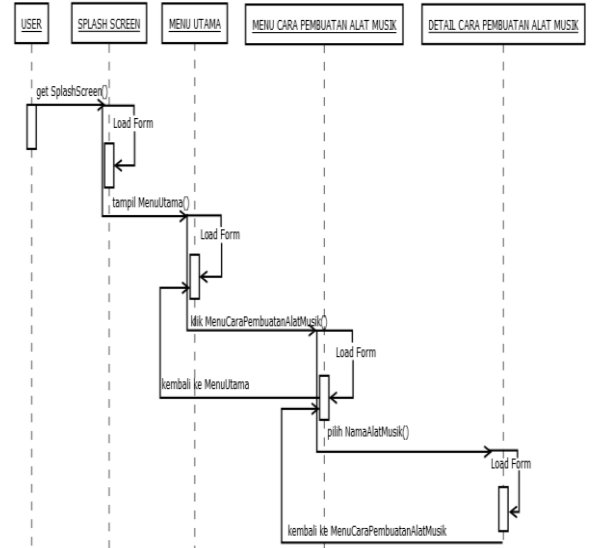 USER
SPLASH SCREEN
MENU UTAMA
MENU CARA PEMBUATAN ALAT MUSIK
DETAIL CARA PEMBUATAN ALAT MUSIK
get SplashScreen()
Load Form
tampil MenuUtama()
Load Form
klik MenuCaraPembuatanAlatMusik()
Load Form
kembali ke MenuUtama
pilih NamaAlatMusik()
Load Form
kembali ke MenuCaraPembuatanAlatMusik